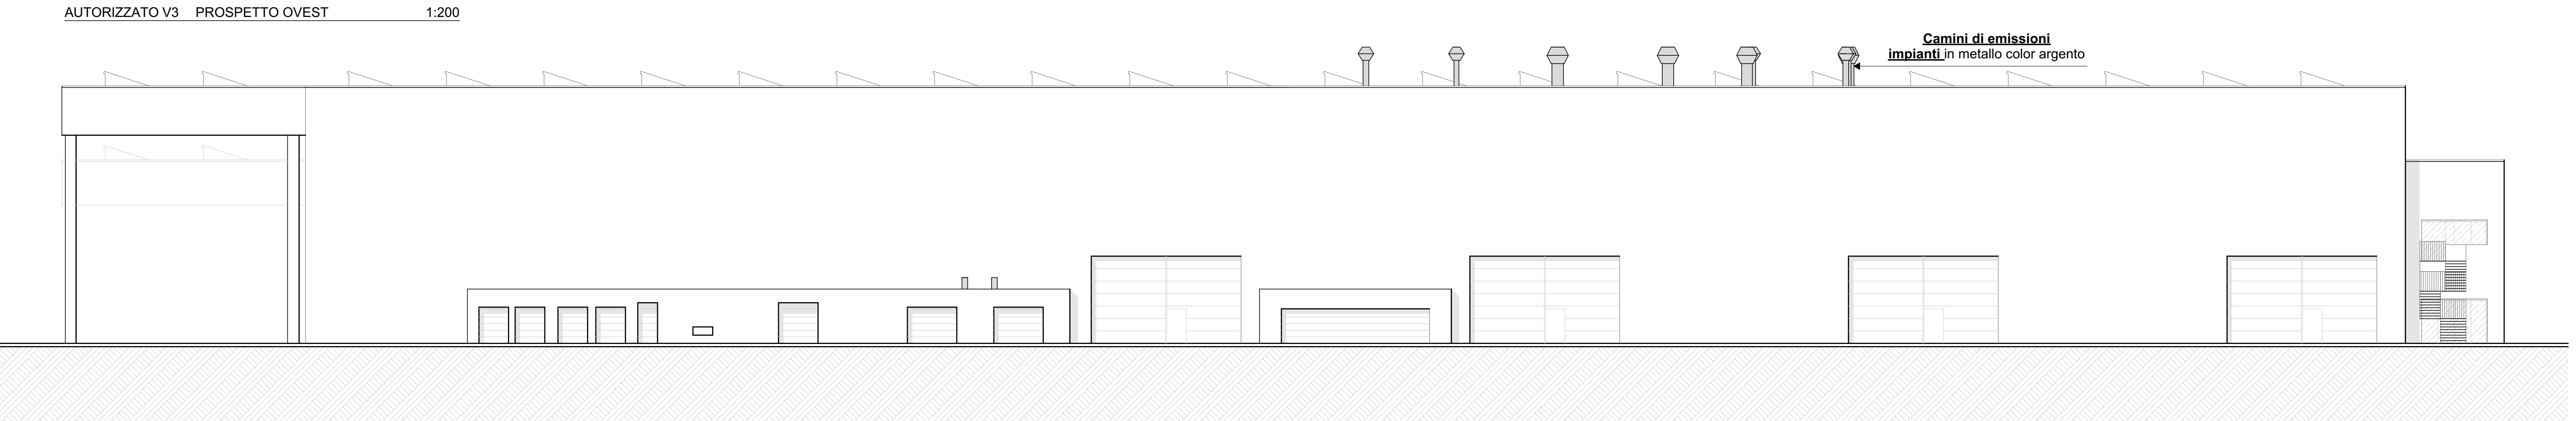 AUTORIZZATO V3 PROSPETTO OVEST 1:200
Camini di emissioni
impianti in metallo color argento